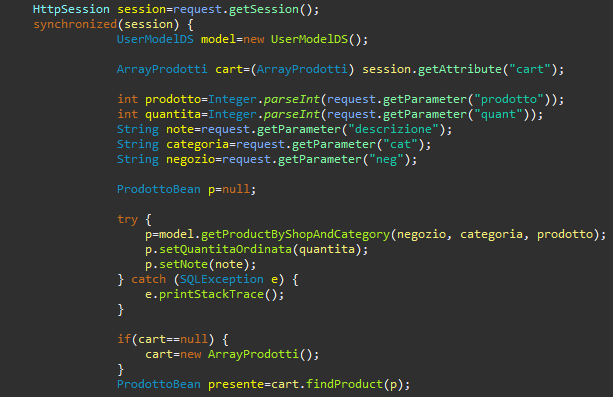 HttpSession session=request.getSession();
synchronized(session) {
UserModelDS model=new UserModelDS();
ArrayProdotti cart=(ArrayProdotti) session.getAttribute("cart");
int prodotto=Integer.parseInt(request.getParameter("prodotto"));
int quantita=Integer.parseInt(request.getParameter("quant"));
String note=request.getParameter("descrizione");
String categoria=request.getParameter("cat");
String negozio=request.getParameter("neg");
ProdottoBean p=null;
try {
p=model.getProductByShopAndCategory(negozio, categoria, prodotto);
p.setQuantitaOrdinata(quantita);
p.setNote(note);
} catch (SQLException e) {
e.printStackTrace();
}
if(cart==null) {
cart=new ArrayProdotti();
}
ProdottoBean presente=cart.findProduct(p);